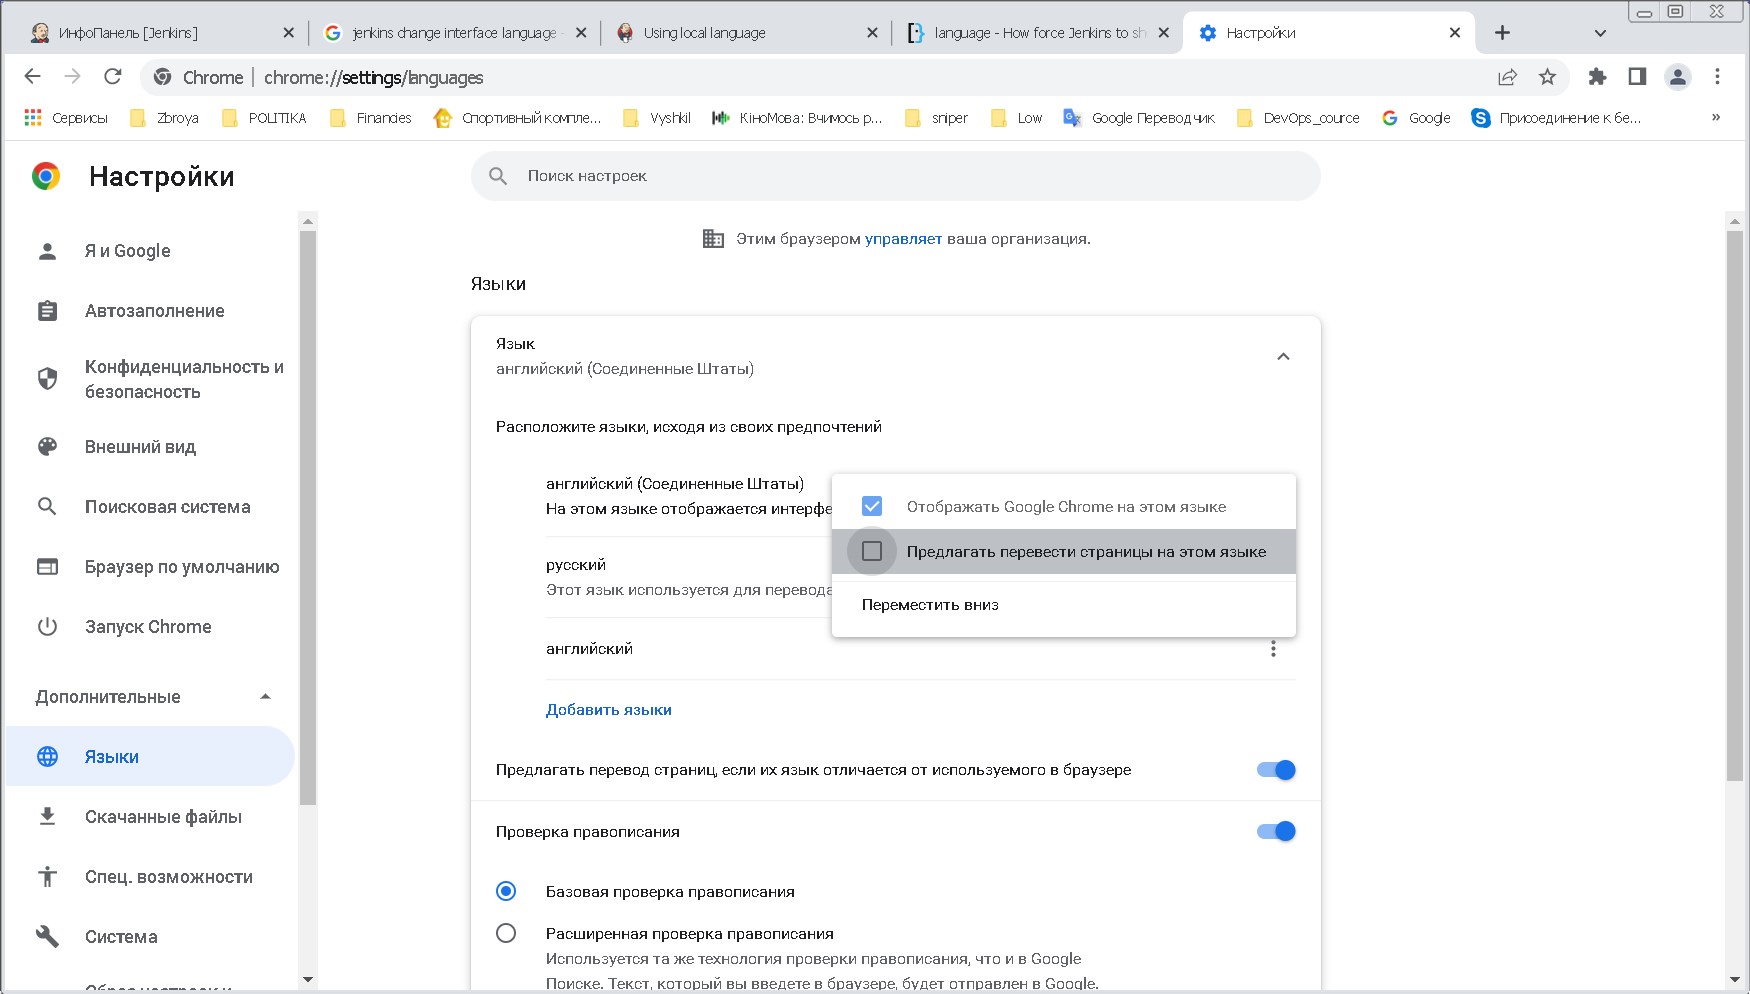 ИнфоПанель [Jenkins]
jenkins change interface language -
Using local language
language - How force Jenkins to sh
Настройки
Chrome | chrome://settings/languages
Сервисы
Zbroya
POLITIKA
Financies
Спортивный компле...
Vyshkil
КіноМова: Вчимось р...
sniper
Low
Google Переводчик
DevOps_cource
Google
Присоединение к бе...
»
Настройки
Поиск настроек
Я и Google
Автозаполнение
Конфиденциальность и
безопасность
Внешний вид
Поисковая система
Браузер по умолчанию
Запуск Chrome
Дополнительные
Языки
Скачанные файлы
Спец. возможности
Система
Этим браузером управляет ваша организация.
Языки
Язык
английский (Соединенные Штаты)
Расположите языки, исходя из своих предпочтений
английский (Соединенные Штаты)
На этом языке отображается интерфе
русский
Этот язык используется для перевода
английский
Отображать Google Chrome на этом языке
Предлагать перевести страницы на этом языке
Переместить вниз
Добавить языки
Предлагать перевод страниц, если их язык отличается от используемого в браузере
Проверка правописания
Базовая проверка правописания
Расширенная проверка правописания
Используется та же технология проверки правописания, что и в Google
Поиске. Текст, который вы введете в браузере, будет отправлен в Google.